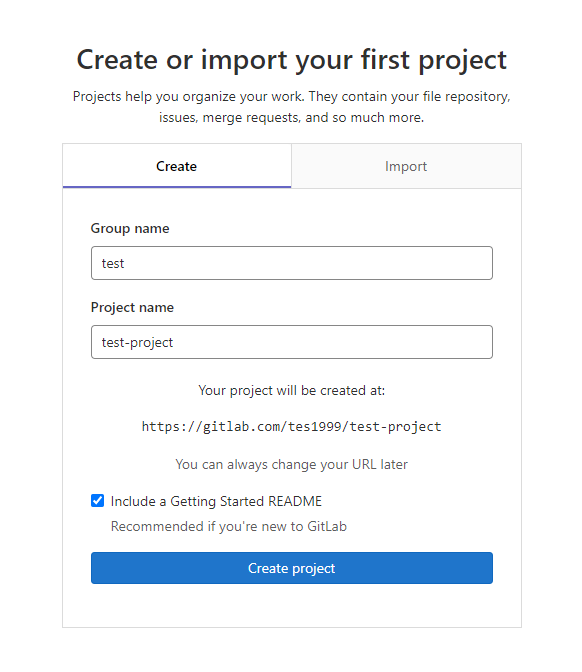 Create or import your first project
Projects help you organize your work. They contain your file repository,
issues, merge requests, and so much more.
Create
Import
Group name
test
Project name
test-project
Your project will be created at:
https://gitlab.com/tes1999/test-project
You can always change your URL later
Include a Getting Started README
Recommended if you're new to GitLab
Create project